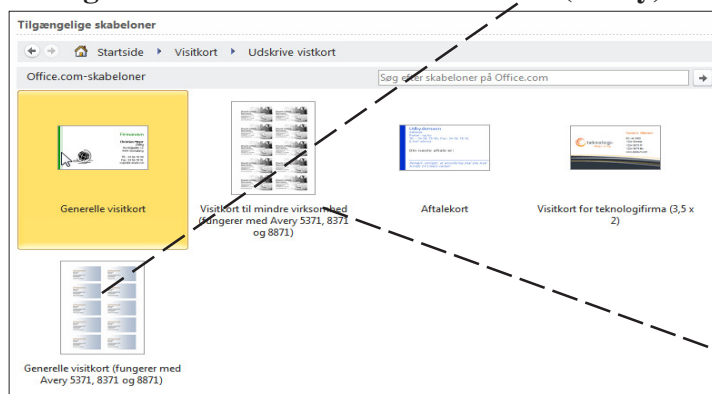 Tilgængelige skabeloner
Startside
Visitkort
Udskrive vistkort
Office.com-skabeloner
Søg efter skabeloner på Office.com
Generelle visitkort
Visitkort til mindre virksomhed
(fungerer med Avery 5371, 8371
og 8871)
Aftalekort
teknologo
Visitkort for teknologifirma (3,5 x
2)
Generelle visitkort (fungerer med
Avery 5371, 8371 og 8871)